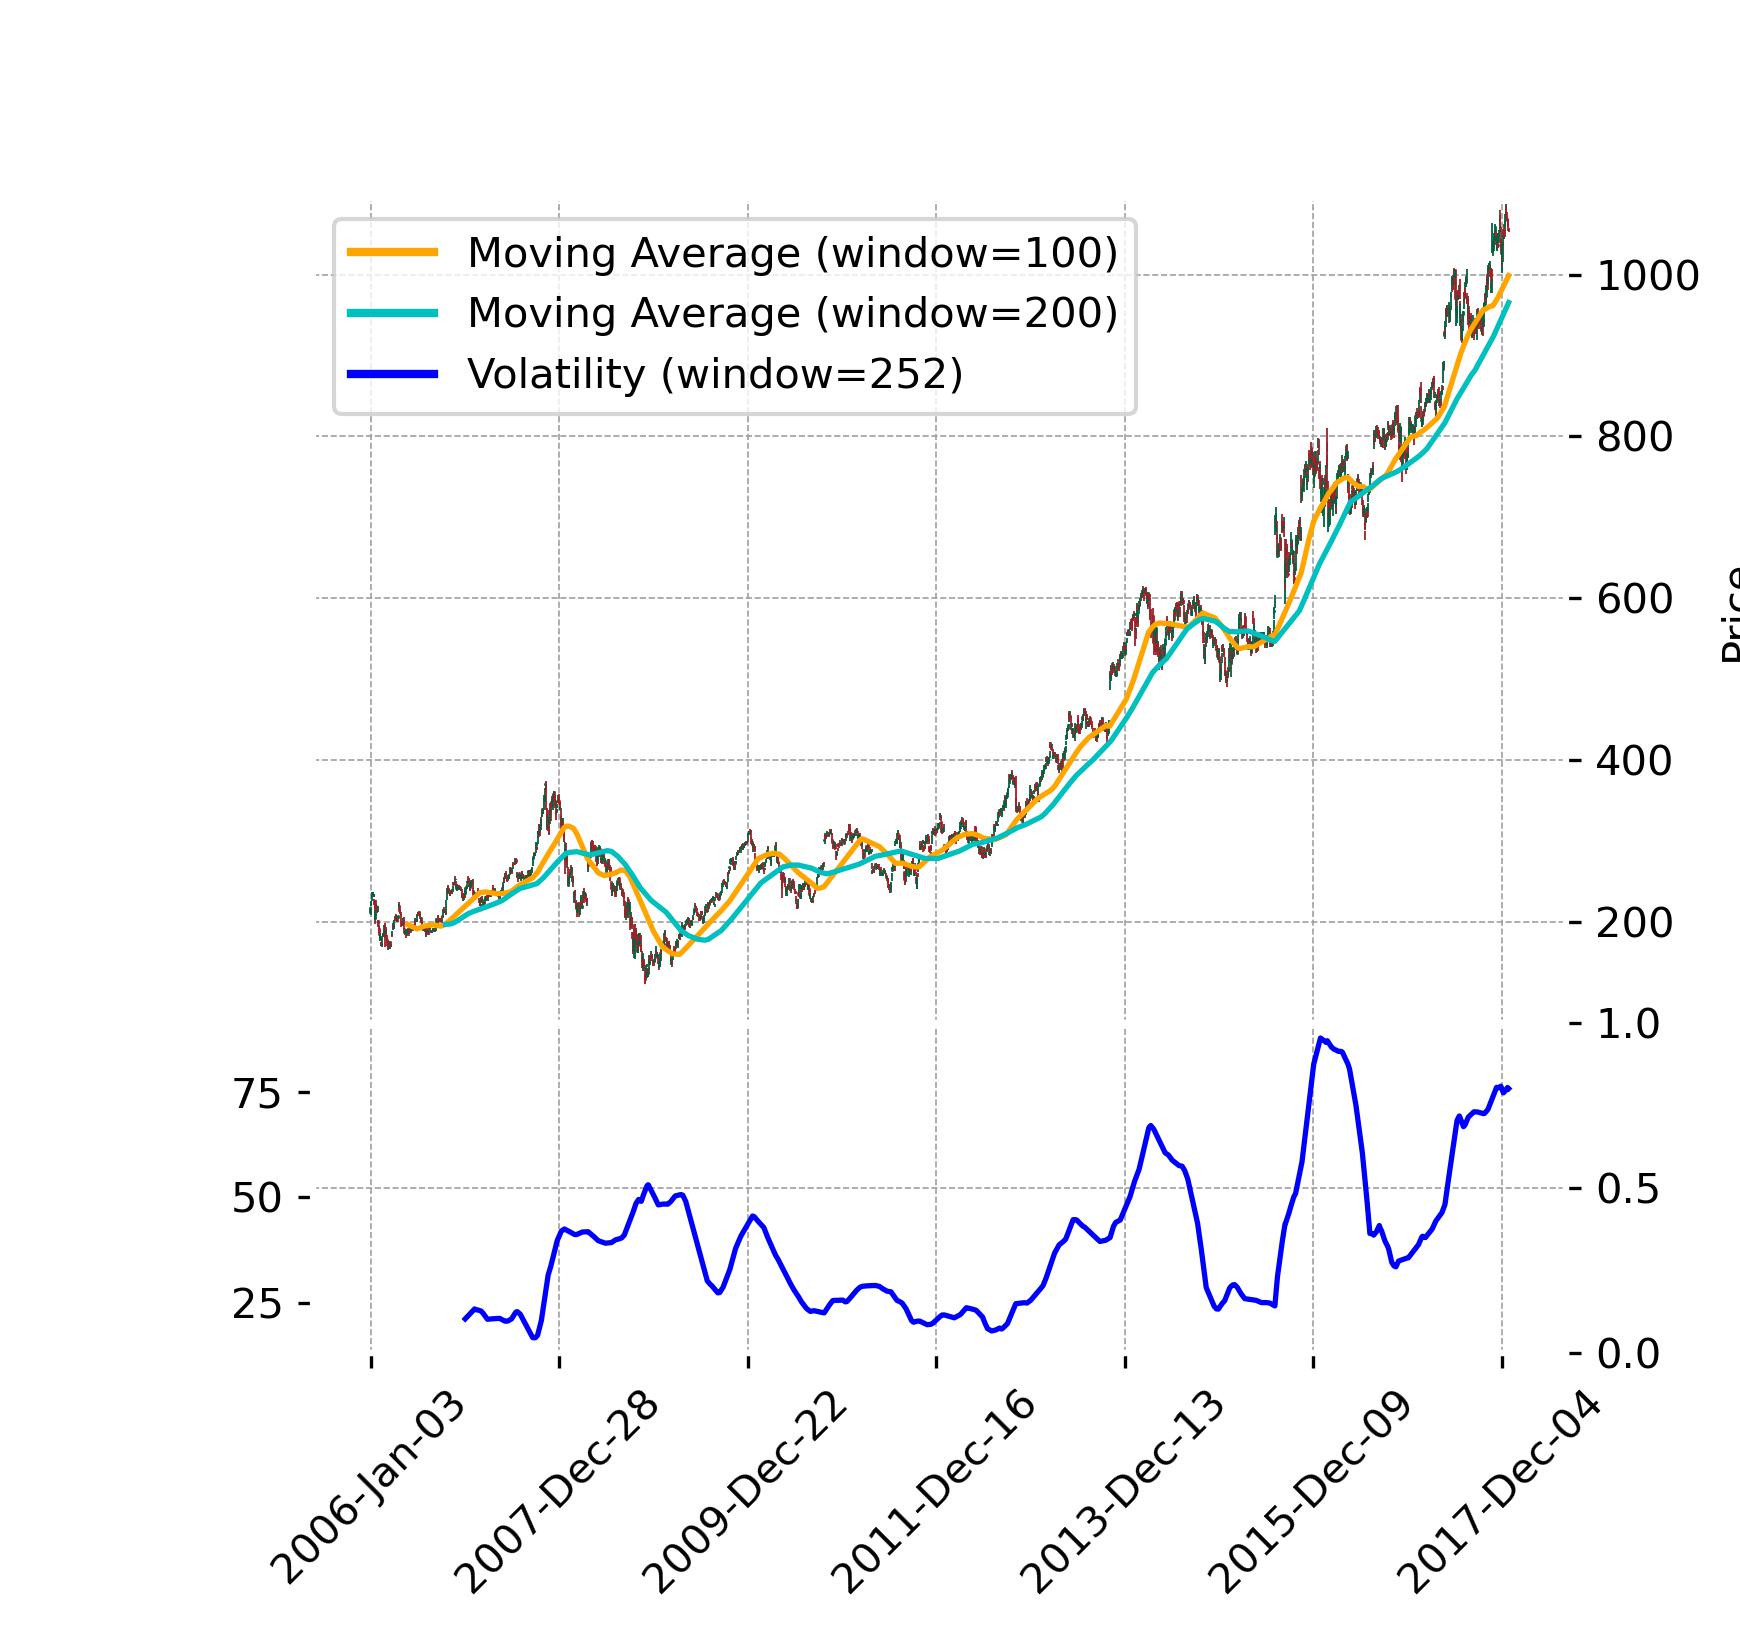 Moving Average (window=100)
Moving Average (window=200)
Volatility (window=252)
1000
800
600
400
200
Price
1.0
0.5
0.0
75
50
25
2006-Jan-03
2007-Dec-28
2009-Dec-22
2011-Dec-16
2013-Dec-13
2015-Dec-09
2017-Dec-04